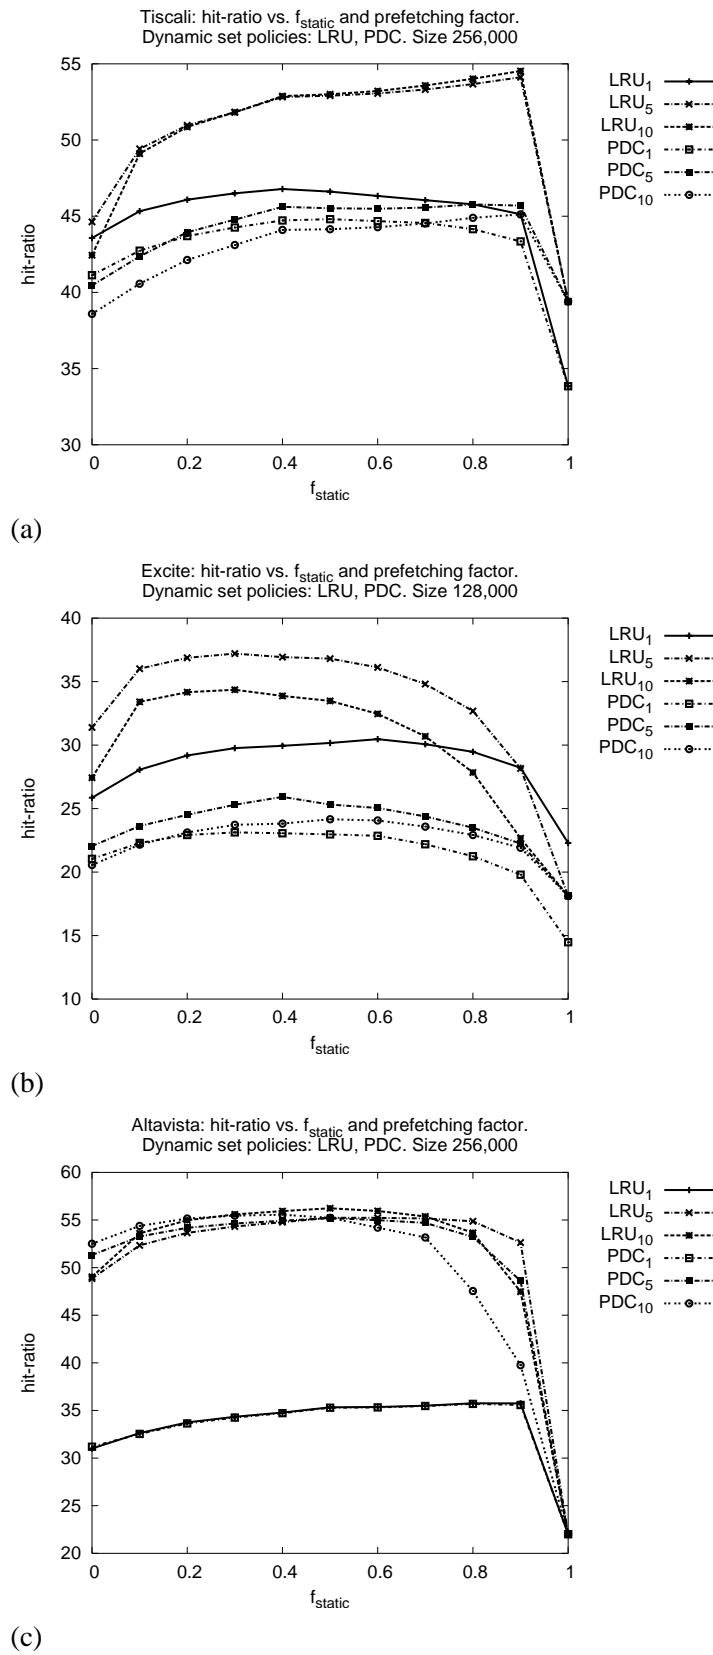 Tiscali: hit-ratio vs. f_static and prefetching factor.
Dynamic set policies: LRU, PDC. Size 256,000
55
50
45
40
35
30
hit-ratio
0 0.2 0.4 0.6 0.8 1
f_static
LRU_1
LRU_5
LRU_10
PDC_1
PDC_5
PDC_10
(a)
Excite: hit-ratio vs. f_static and prefetching factor.
Dynamic set policies: LRU, PDC. Size 128,000
40
35
30
25
20
15
10
hit-ratio
0 0.2 0.4 0.6 0.8 1
f_static
LRU_1
LRU_5
LRU_10
PDC_1
PDC_5
PDC_10
(b)
Altavista: hit-ratio vs. f_static and prefetching factor.
Dynamic set policies: LRU, PDC. Size 256,000
60
55
50
45
40
35
30
25
20
hit-ratio
0 0.2 0.4 0.6 0.8 1
f_static
LRU_1
LRU_5
LRU_10
PDC_1
PDC_5
PDC_10
(c)